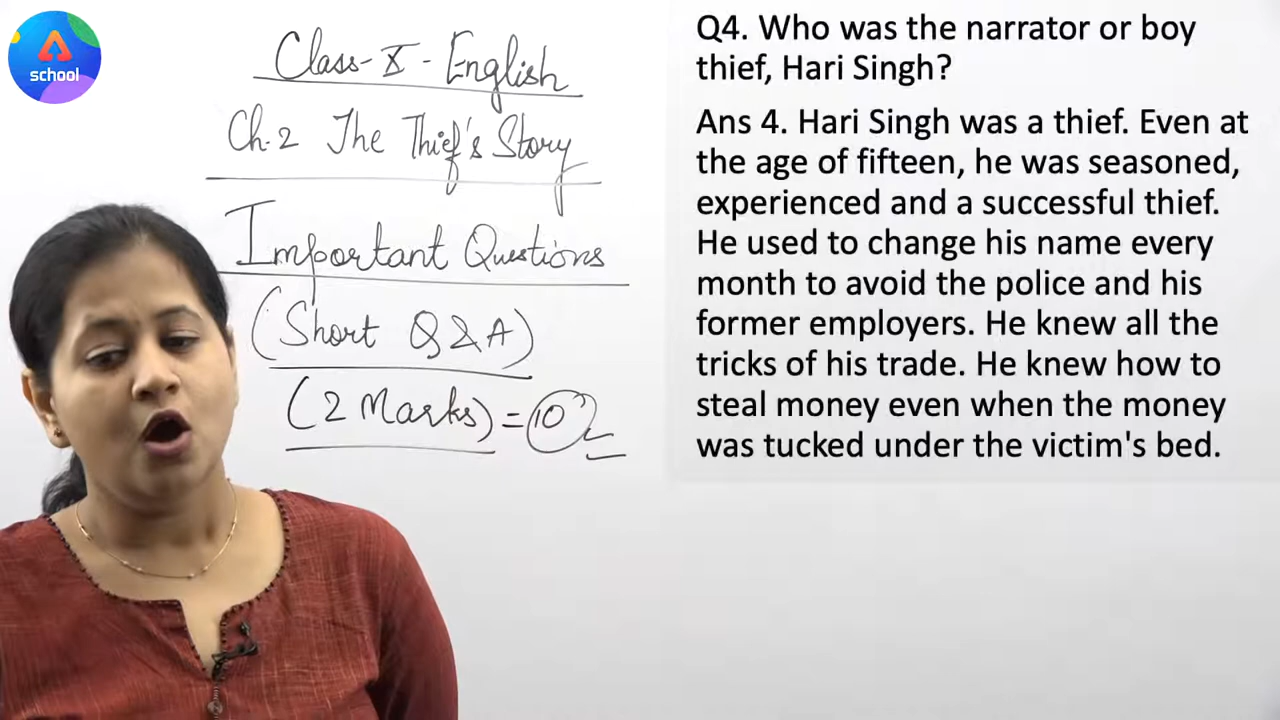 school
Class-X-English
Ch.2 The Thief's Story
Important Questions
(Short Q & A)
(2 Marks) = 10
Q4. Who was the narrator or boy
thief, Hari Singh?
Ans 4. Hari Singh was a thief. Even at
the age of fifteen, he was seasoned,
experienced and a successful thief.
He used to change his name every
month to avoid the police and his
former employers. He knew all the
tricks of his trade. He knew how to
steal money even when the money
was tucked under the victim's bed.